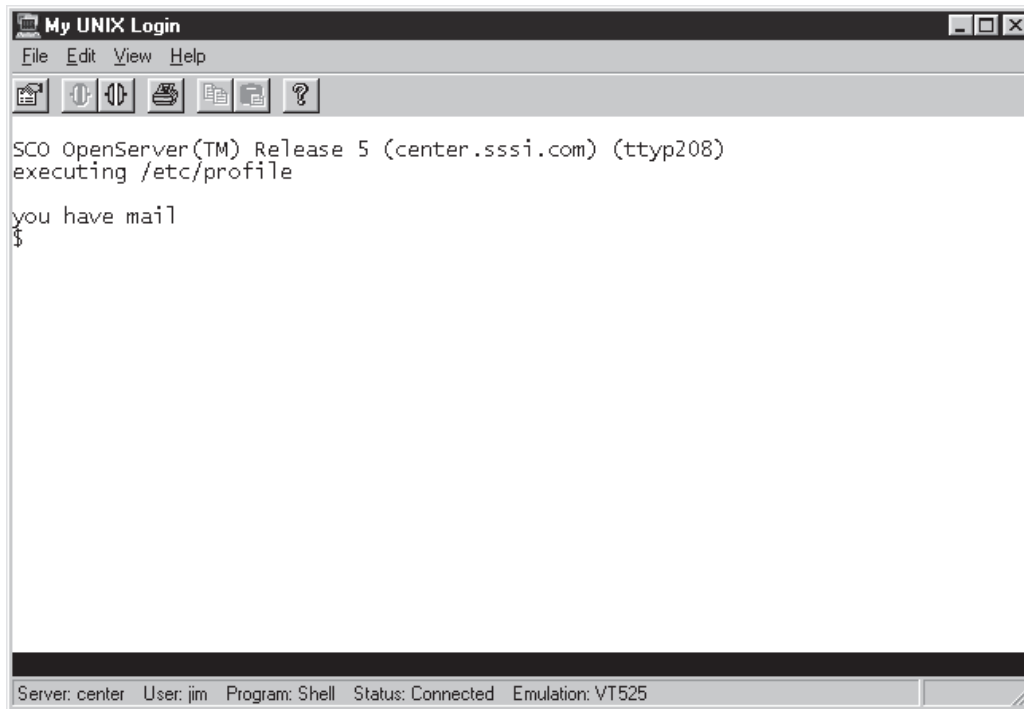 My UNIX Login
File Edit View Help
SCO OpenServer(TM) Release 5 (center.sssi.com) (ttyp208)
executing /etc/profile
you have mail
$
Server: center User: jim Program: Shell Status: Connected Emulation: VT525